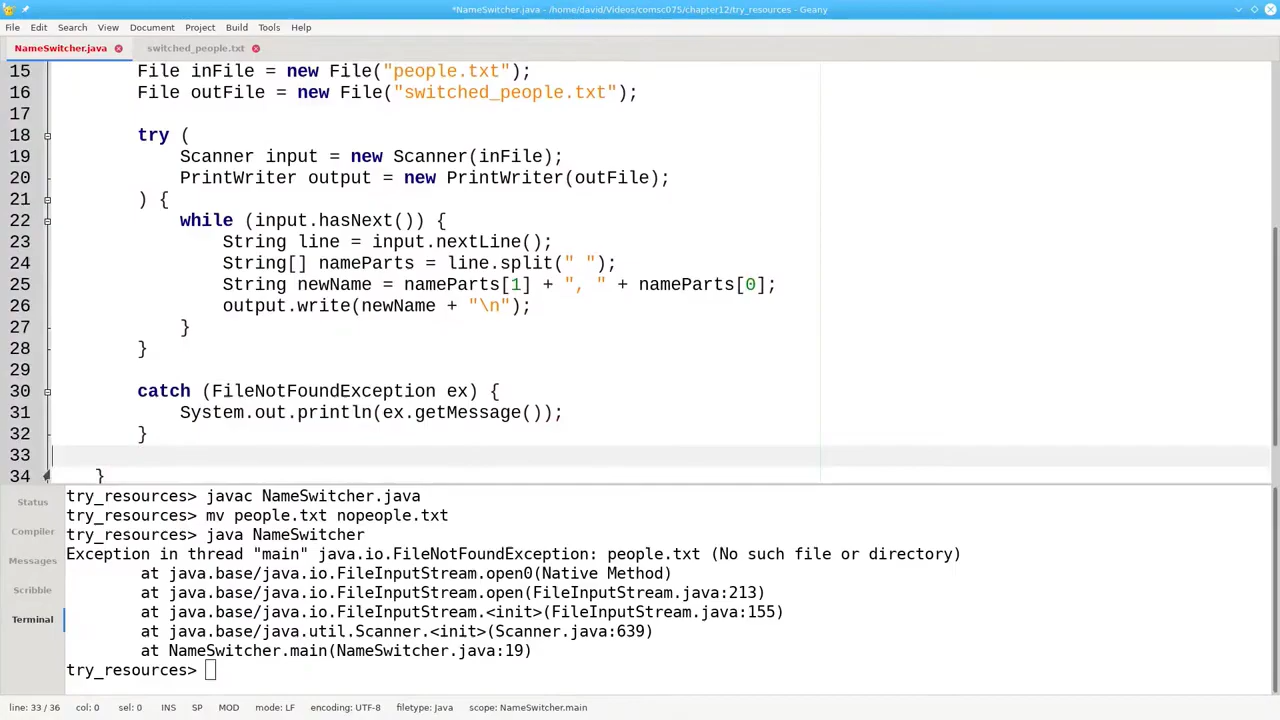 *NameSwitcher.java - /home/david/Videos/comsc075/chapter12/try_resources - Geany
File Edit Search View Document Project Build Tools Help
NameSwitcher.java switched_people.txt
15 File inFile = new File("people.txt");
16 File outFile = new File("switched_people.txt");
17
18 try (
19 Scanner input = new Scanner(inFile);
20 PrintWriter output = new PrintWriter(outFile);
21 ) {
22 while (input.hasNext()) {
23 String line = input.nextLine();
24 String[] nameParts = line.split(" ");
25 String newName = nameParts[1] + ", " + nameParts[0];
26 output.write(newName + "\n");
27 }
28 }
29
30 catch (FileNotFoundException ex) {
31 System.out.println(ex.getMessage());
32 }
33
34 }
Status
Compiler
Messages
Scribble
Terminal
try_resources> javac NameSwitcher.java
try_resources> mv people.txt nopeople.txt
try_resources> java NameSwitcher
Exception in thread "main" java.io.FileNotFoundException: people.txt (No such file or directory)
at java.base/java.io.FileInputStream.open0(Native Method)
at java.base/java.io.FileInputStream.open(FileInputStream.java:213)
at java.base/java.io.FileInputStream.<init>(FileInputStream.java:155)
at java.base/java.util.Scanner.<init>(Scanner.java:639)
at NameSwitcher.main(NameSwitcher.java:19)
try_resources>
line: 33 / 36 col: 0 sel: 0 INS SP MOD mode: LF encoding: UTF-8 filetype: Java scope: NameSwitcher.main